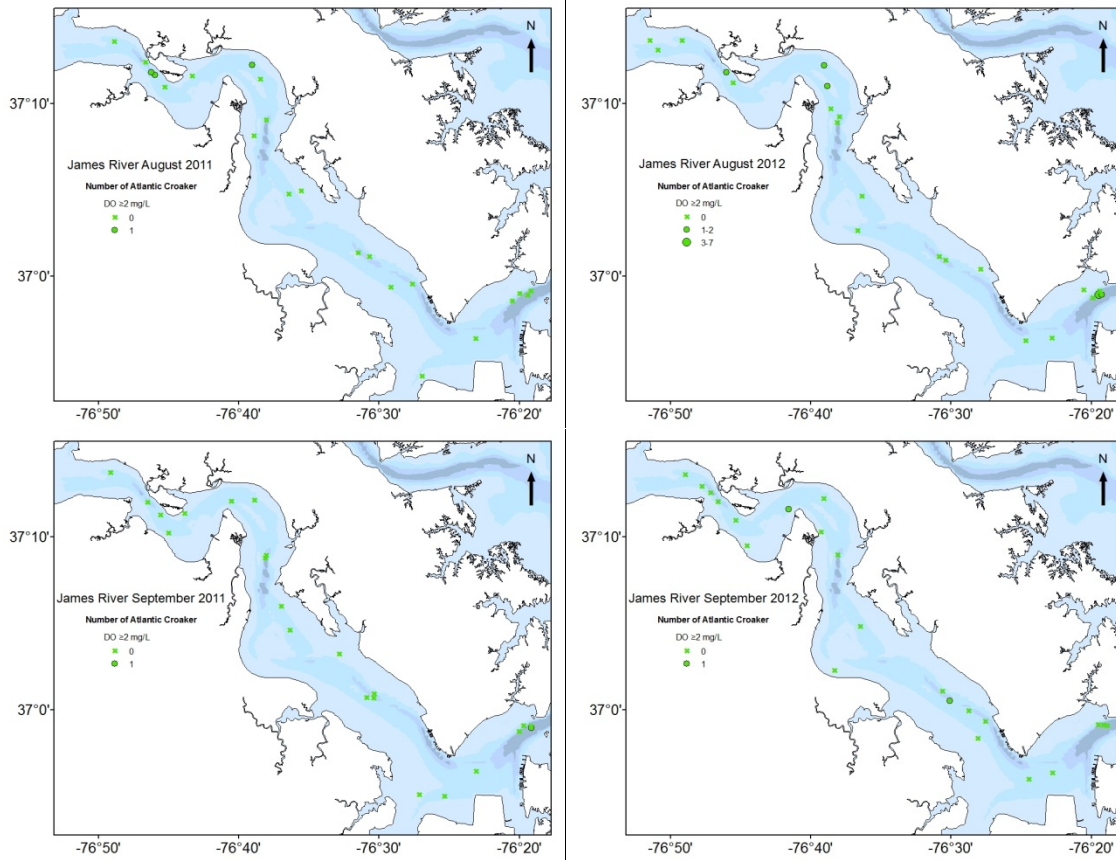 N
37°10'
James River August 2011
Number of Atlantic Croaker
DO ≥2 mg/L
0
1
37°0'
-76°50' -76°40' -76°30' -76°20'
N
37°10'
James River August 2012
Number of Atlantic Croaker
DO ≥2 mg/L
0
1-2
3-7
37°0'
-76°50' -76°40' -76°30' -76°20'
N
37°10'
James River September 2011
Number of Atlantic Croaker
DO ≥2 mg/L
0
1
37°0'
-76°50' -76°40' -76°30' -76°20'
N
37°10'
James River September 2012
Number of Atlantic Croaker
DO ≥2 mg/L
0
1
37°0'
-76°50' -76°40' -76°30' -76°20'